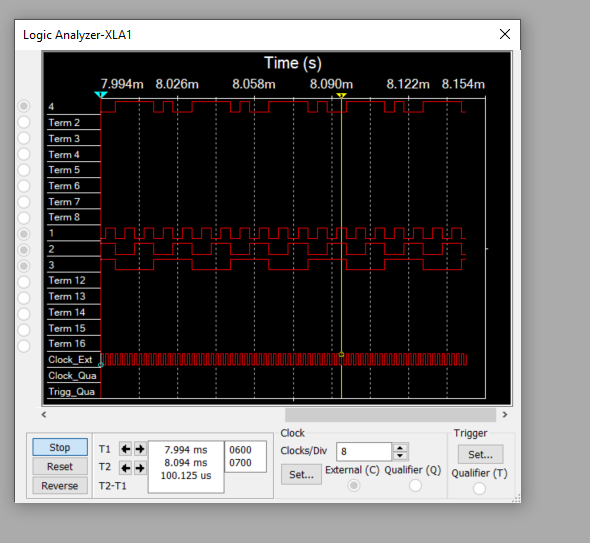 Logic Analyzer-XLA1
Time (s)
7.994m 8.026m 8.058m 8.090m 8.122m 8.154m
4
Term 2
Term 3
Term 4
Term 5
Term 6
Term 7
Term 8
1
2
3
Term 12
Term 13
Term 14
Term 15
Term 16
Clock_Ext
Clock_Qua
Trigg_Qua
Stop
Reset
Reverse
T1
T2
T2-T1
7.994 ms
8.094 ms
100.125 us
0600
0700
Clock
Clocks/Div 8
Set... External (C) Qualifier (Q)
Trigger
Set...
Qualifier (T)